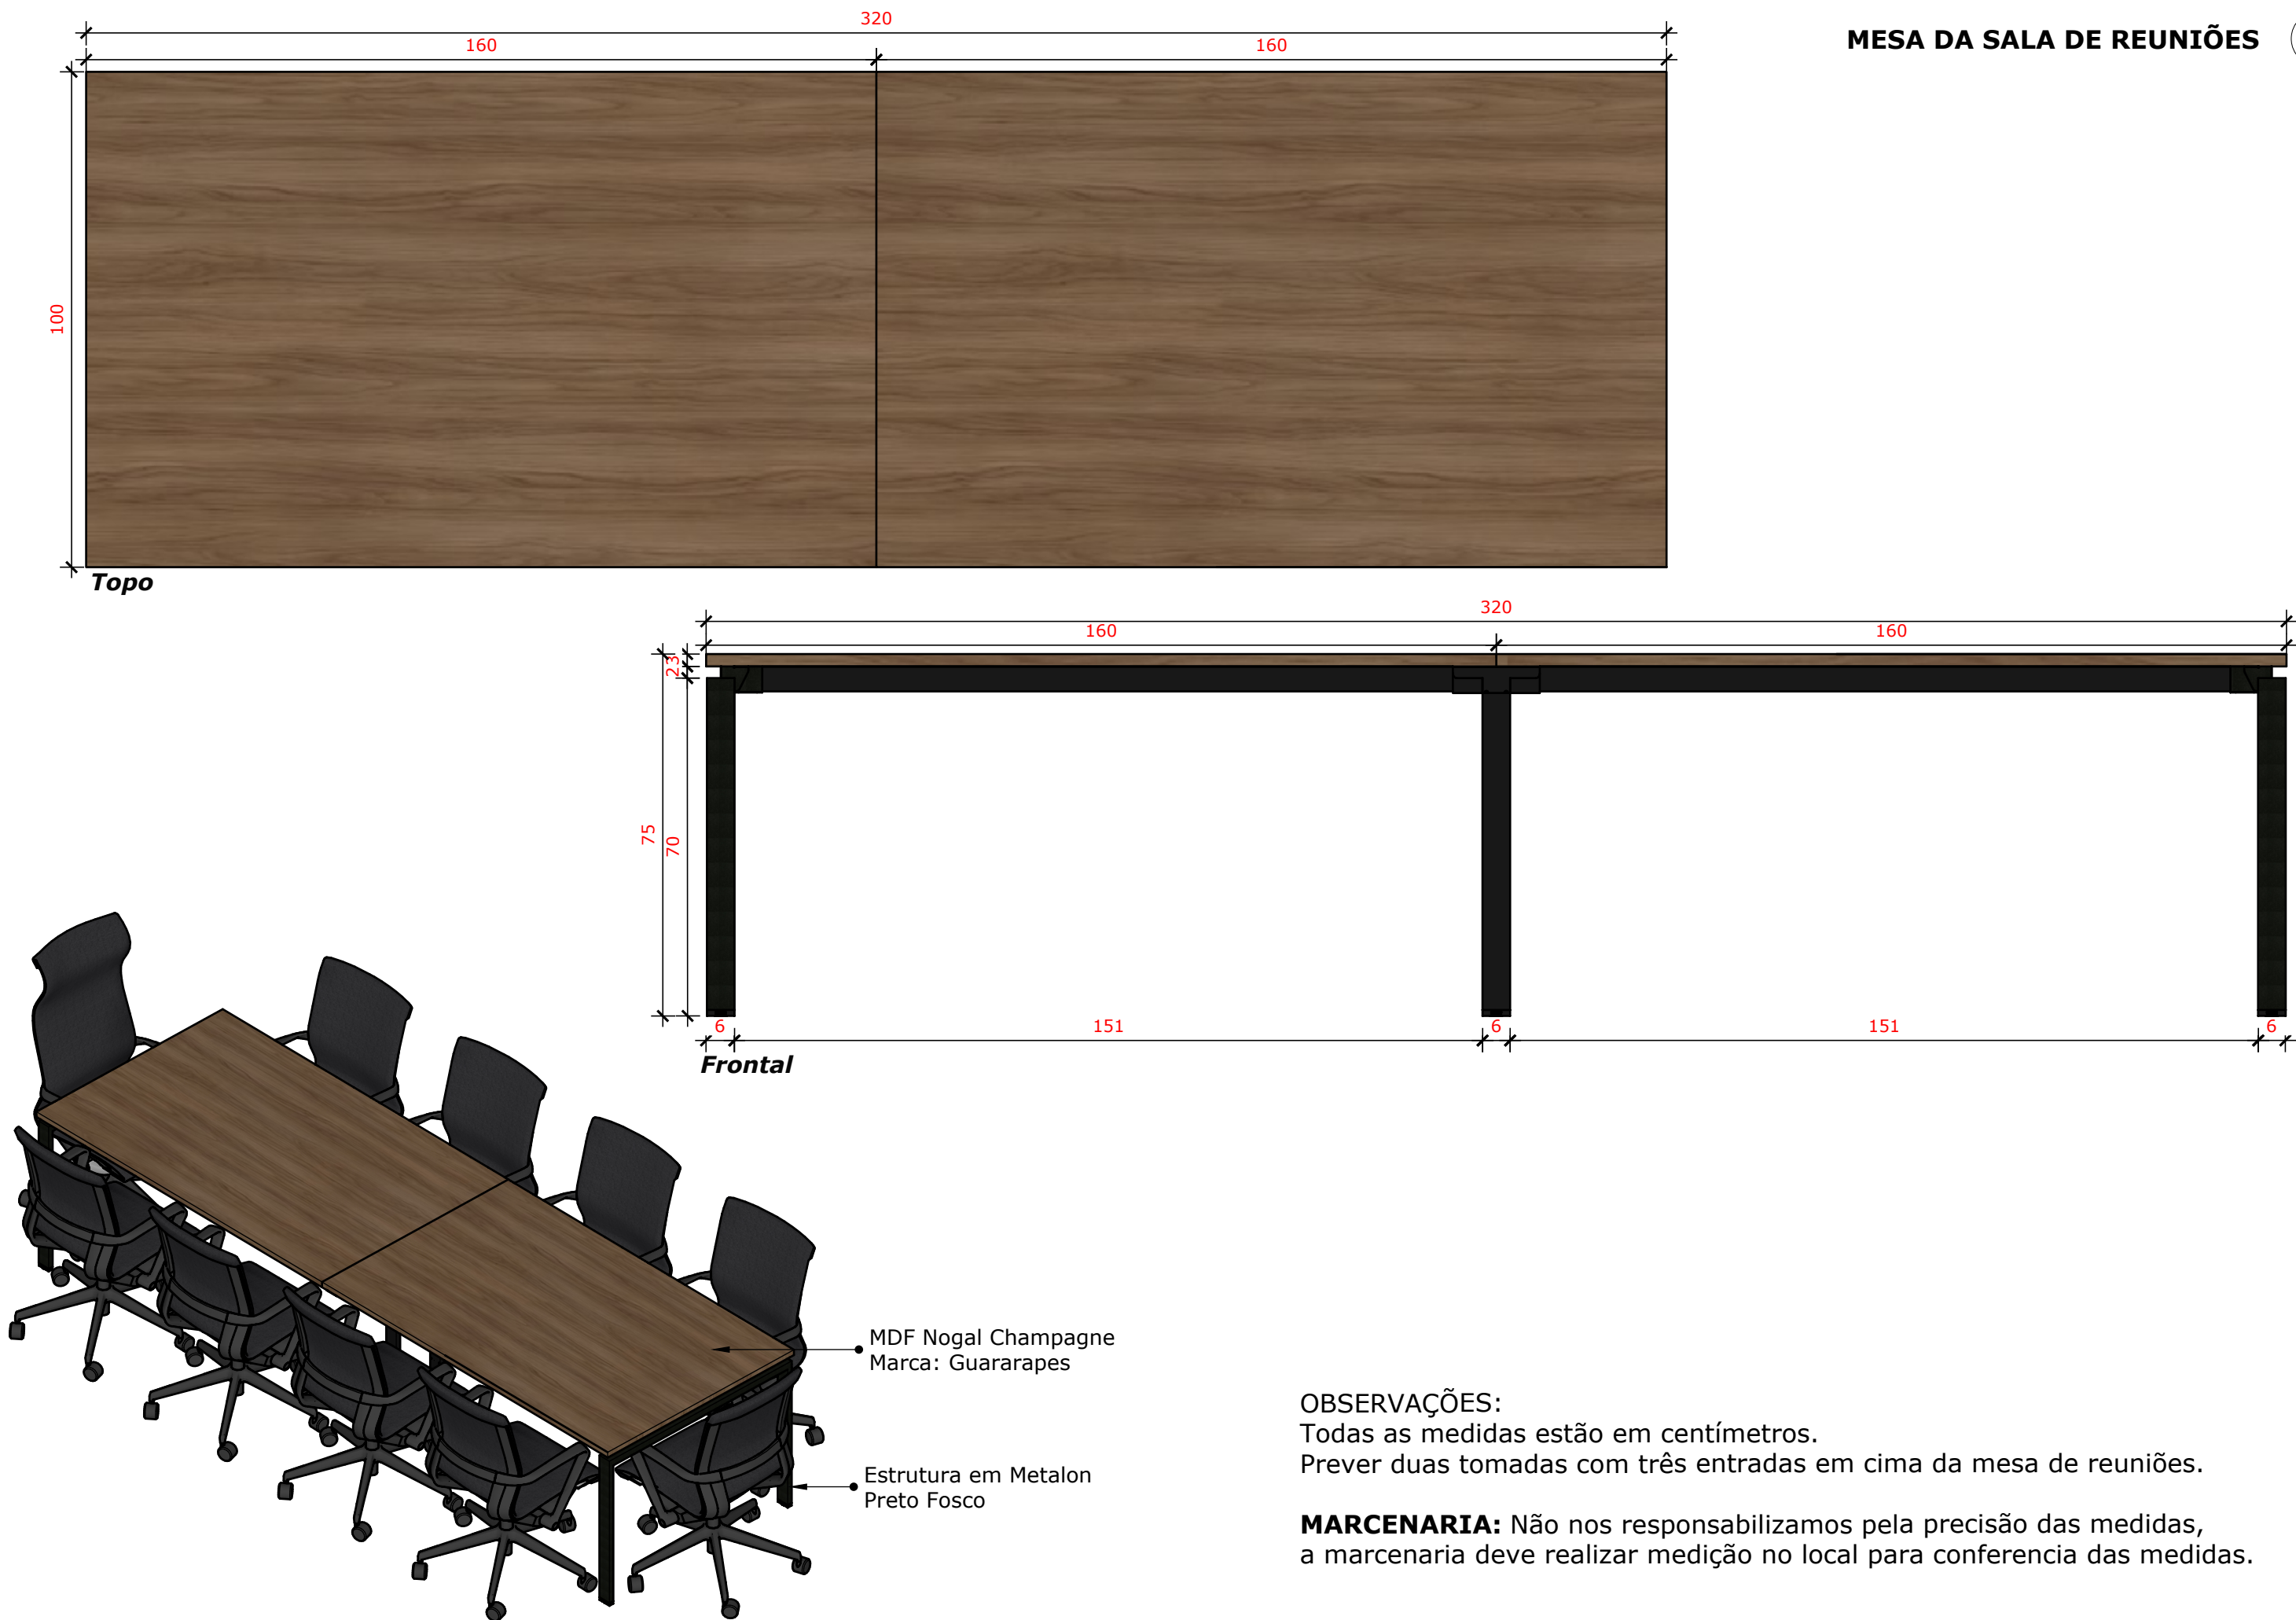 MESA DA SALA DE REUNIÕES
320
160
160
100
Topo
320
160
160
3
2
75
70
6
151
6
151
6
Frontal
MDF Nogal Champagne
Marca: Guararapes
Estrutura em Metalon
Preto Fosco
OBSERVAÇÕES:
Todas as medidas estão em centímetros.
Prever duas tomadas com três entradas em cima da mesa de reuniões.
MARCENARIA: Não nos responsabilizamos pela precisão das medidas,
a marcenaria deve realizar medição no local para conferencia das medidas.